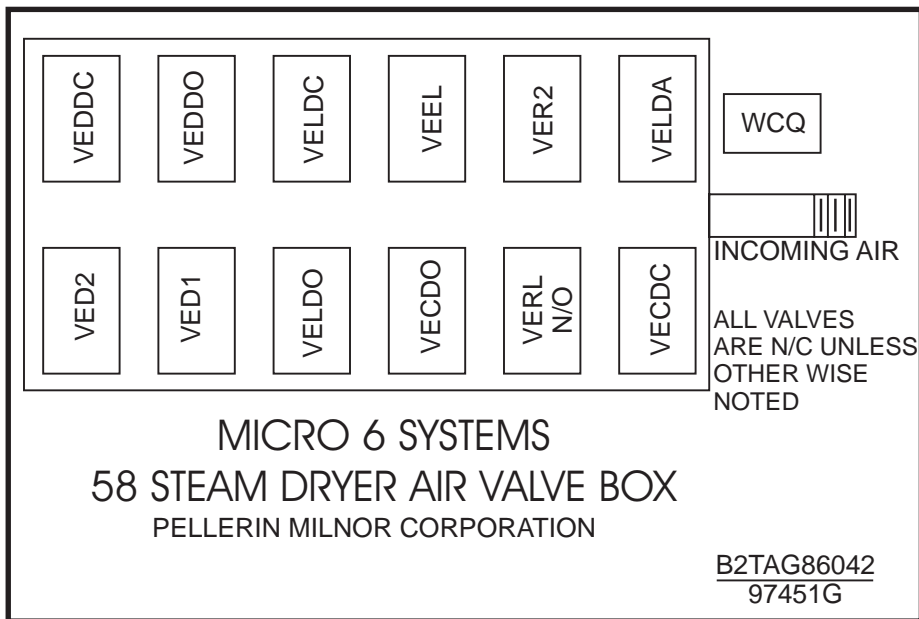 VEDDC
VEDDO
VELDC
VEEL
VER2
VELDA
WCQ
INCOMING AIR
VED2
VED1
VELDO
VECDO
VERL
N/O
VECDC
ALL VALVES
ARE N/C UNLESS
OTHER WISE
NOTED
MICRO 6 SYSTEMS
58 STEAM DRYER AIR VALVE BOX
PELLERIN MILNOR CORPORATION
B2TAG86042
97451G